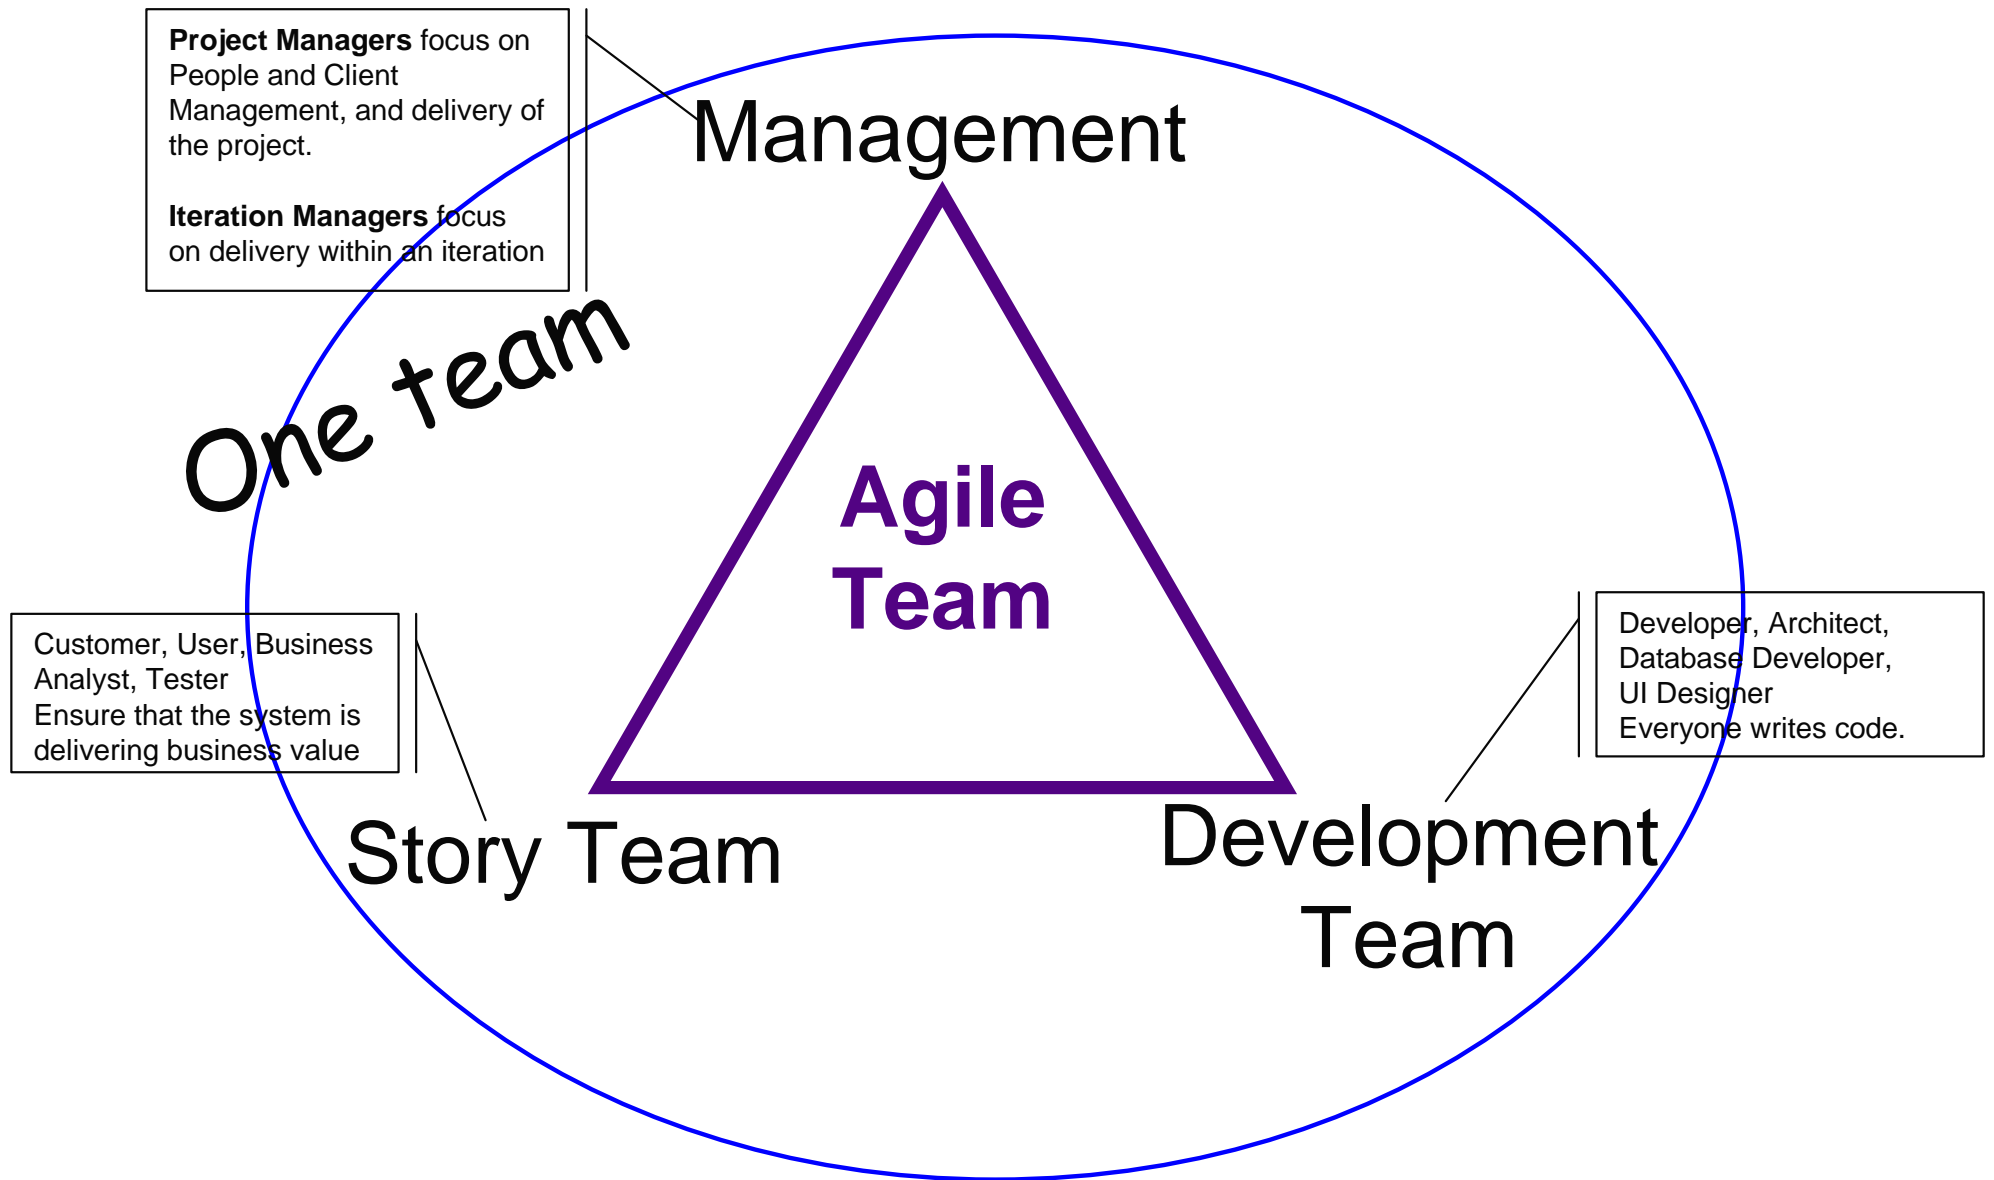 Project Managers focus on
People and Client
Management, and delivery of
the project.
Iteration Managers focus
on delivery within an iteration
Management
One team
Agile
Team
Customer, User, Business
Analyst, Tester
Ensure that the system is
delivering business value
Developer, Architect,
Database Developer,
UI Designer
Everyone writes code.
Story Team
Development
Team